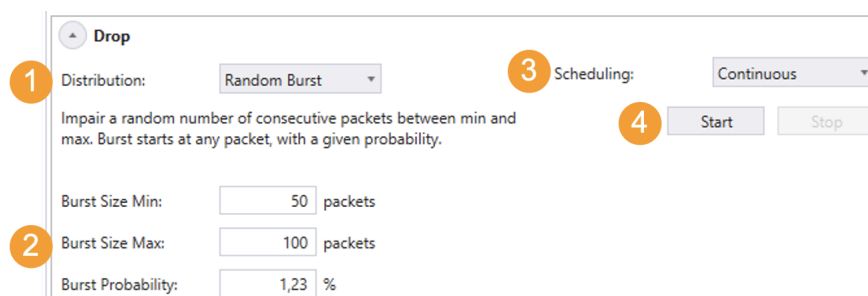 Drop
1 Distribution: Random Burst 3 Scheduling: Continuous
Impair a random number of consecutive packets between min and
max. Burst starts at any packet, with a given probability.
4 Start Stop
Burst Size Min: 50 packets
2 Burst Size Max: 100 packets
Burst Probability: 1,23 %